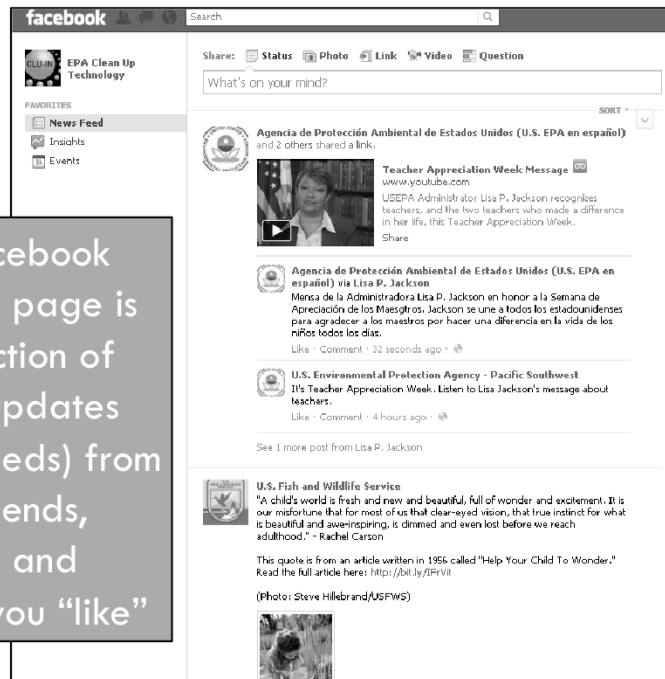 facebook
Search
CLU-IN
EPA Clean Up
Technology
FAVORITES
News Feed
Insights
31 Events
Share: Status Photo Link Video Question
What's on your mind?
SORT
Agencia de Protección Ambiental de Estados Unidos (U.S. EPA en español)
and 2 others shared a link.
Teacher Appreciation Week Message
www.youtube.com
USEPA Administrator Lisa P. Jackson recognizes
teachers, and the two teachers who made a difference
in her life, this Teacher Appreciation Week.
Share
Agencia de Protección Ambiental de Estados Unidos (U.S. EPA en
español) via Lisa P. Jackson
Mensa de la Administradora Lisa P. Jackson en honor a la Semana de
Apreciación de los Maesgtros. Jackson se une a todos los estadounidenses
para agradecer a los maestros por hacer una diferencia en la vida de los
niños todos los días.
Like · Comment · 32 seconds ago ·
U.S. Environmental Protection Agency - Pacific Southwest
It's Teacher Appreciation Week. Listen to Lisa Jackson's message about
teachers.
Like · Comment · 4 hours ago ·
See 1 more post from Lisa P. Jackson
U.S. Fish and Wildlife Service
"A child's world is fresh and new and beautiful, full of wonder and excitement. It is
our misfortune that for most of us that clear-eyed vision, that true instinct for what
is beautiful and awe-inspiring, is dimmed and even lost before we reach
adulthood." - Rachel Carson
This quote is from an article written in 1956 called "Help Your Child To Wonder."
Read the full article here: http://bit.ly/IFrVit
(Photo: Steve Hillebrand/USFWS)
cebook
page is
ction of
pdates
eeds) from
ends,
and
you “like”